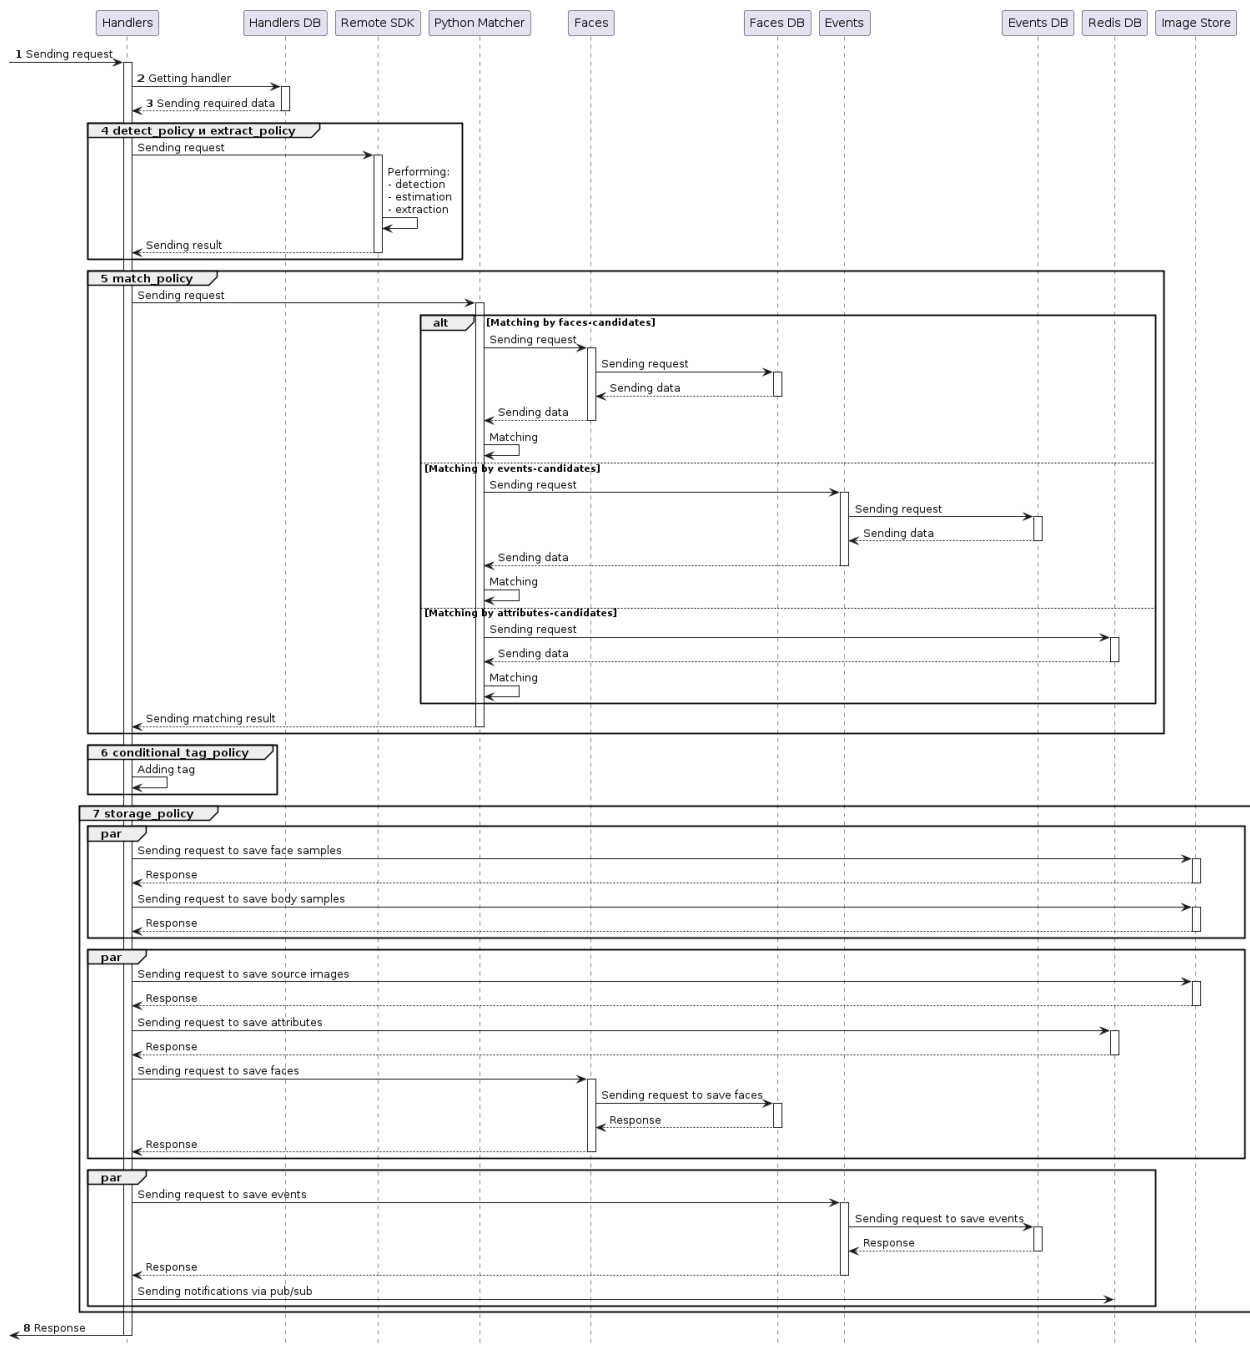 Handlers
Handlers DB
Remote SDK
Python Matcher
Faces
Faces DB
Events
Events DB
Redis DB
Image Store
1 Sending request
2 Getting handler
3 Sending required data
4 detect_policy и extract_policy
Sending request
Performing:
- detection
- estimation
- extraction
Sending result
5 match_policy
Sending request
alt [Matching by faces-candidates]
Sending request
Sending request
Sending data
Sending data
Matching
[Matching by events-candidates]
Sending request
Sending request
Sending data
Sending data
Matching
[Matching by attributes-candidates]
Sending request
Sending data
Matching
Sending matching result
6 conditional_tag_policy
Adding tag
7 storage_policy
par
Sending request to save face samples
Response
Sending request to save body samples
Response
par
Sending request to save source images
Response
Sending request to save attributes
Response
Sending request to save faces
Sending request to save faces
Response
Response
par
Sending request to save events
Sending request to save events
Response
Response
Sending notifications via pub/sub
8 Response